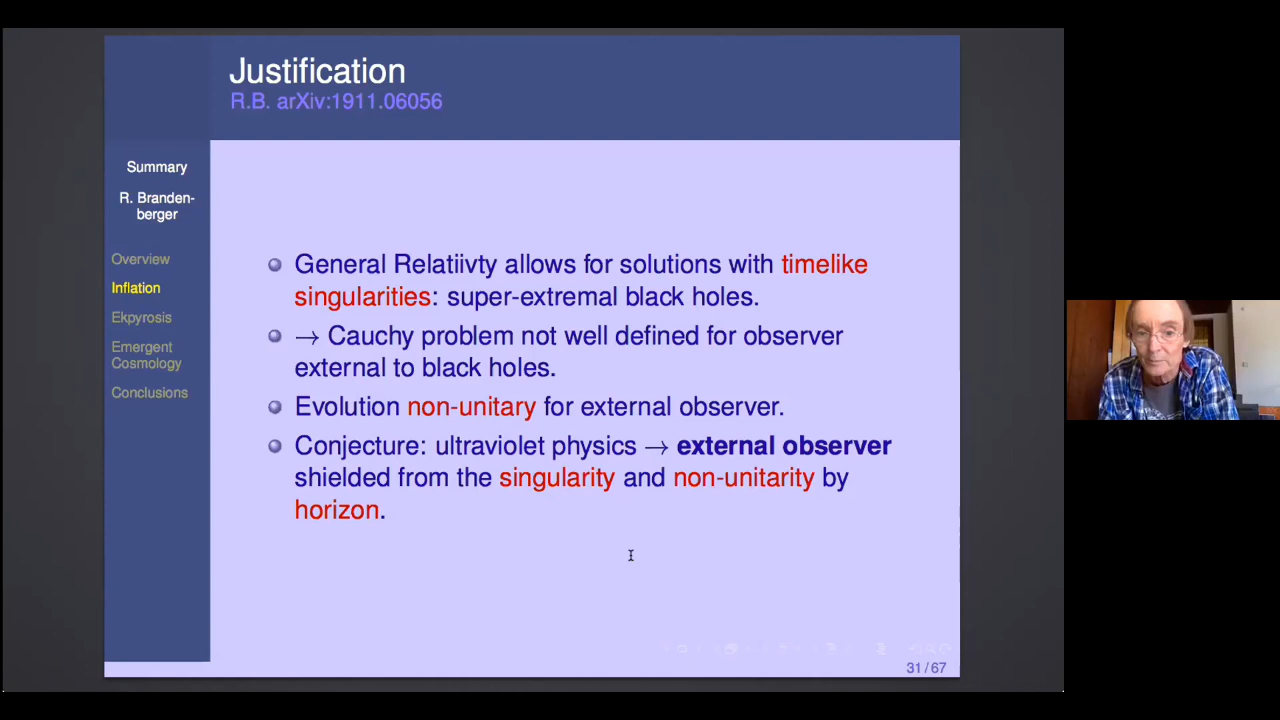 Justification
R.B. arXiv:1911.06056
Summary
R. Branden-
berger
Overview
Inflation
Ekpyrosis
Emergent
Cosmology
Conclusions
General Relatiivty allows for solutions with timelike
singularities: super-extremal black holes.
→ Cauchy problem not well defined for observer
external to black holes.
Evolution non-unitary for external observer.
Conjecture: ultraviolet physics → external observer
shielded from the singularity and non-unitarity by
horizon.
31/67